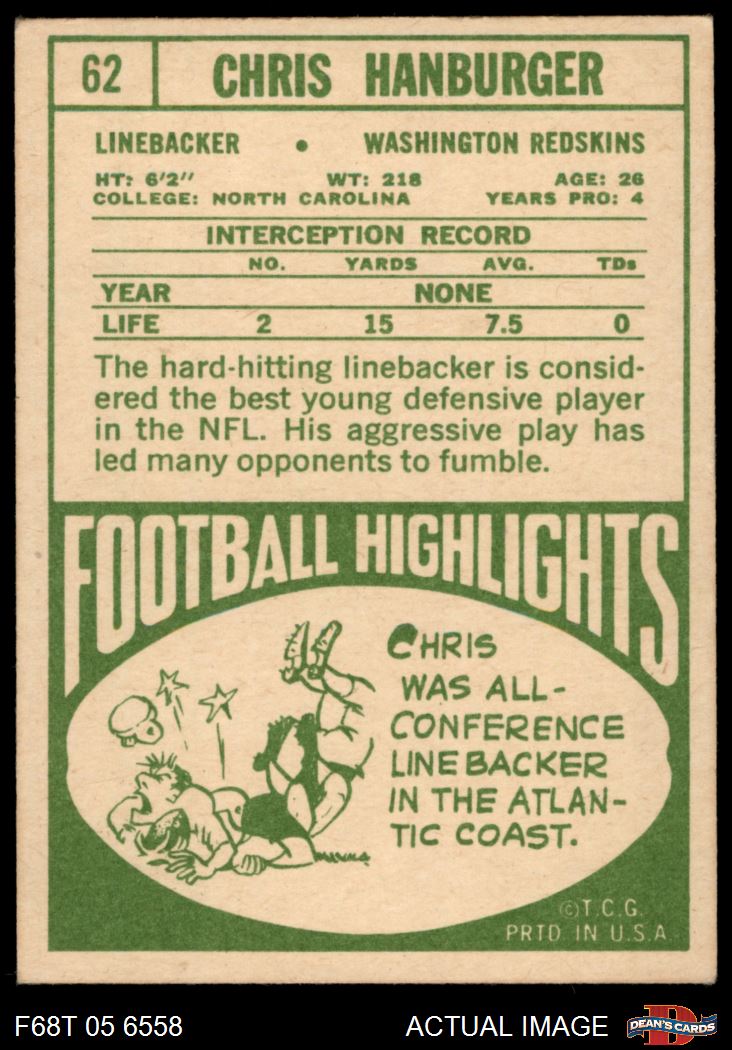 62 CHRIS HANBURGER
LINEBACKER • WASHINGTON REDSKINS
HT: 6'2" WT: 218 AGE: 26
COLLEGE: NORTH CAROLINA YEARS PRO: 4
INTERCEPTION RECORD
NO. YARDS AVG. TDs
YEAR NONE
LIFE 2 15 7.5 0
The hard-hitting linebacker is consid-
ered the best young defensive player
in the NFL. His aggressive play has
led many opponents to fumble.
FOOTBALL HIGHLIGHTS
CHRIS
WAS ALL-
CONFERENCE
LINEBACKER
IN THE ATLAN-
TIC COAST.
©T.C.G.
PRTD IN U.S.A.
F68T 05 6558 ACTUAL IMAGE DEAN'S CARDS